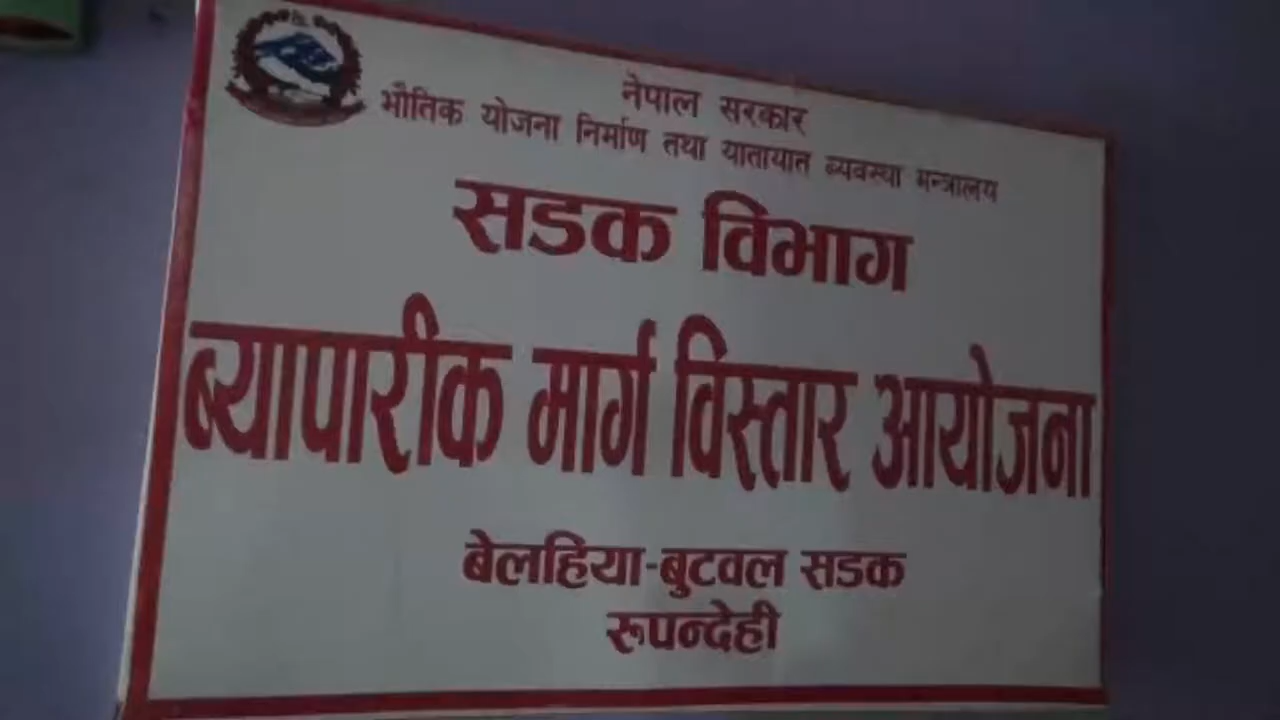 नेपाल सरकार
भौतिक योजना निर्माण तथा यातायात ब्यवस्था मन्त्रालय
सडक विभाग
ब्यापारीक मार्ग विस्तार आयोजना
बेलहिया-बुटवल सडक
रूपन्देही